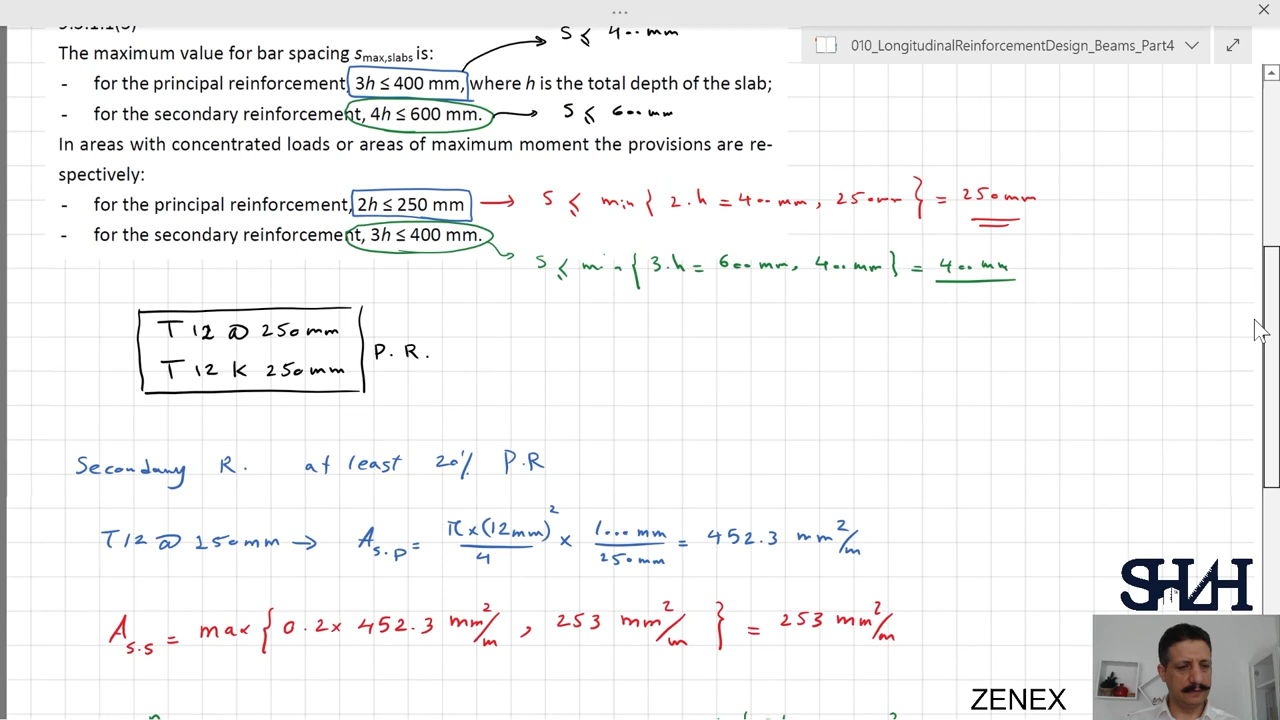 The maximum value for bar spacing smax,slabs is:
S ≤ 400 mm
010_LongitudinalReinforcementDesign_Beams_Part4
- for the principal reinforcement, 3h ≤ 400 mm, where h is the total depth of the slab;
- for the secondary reinforcement, 4h ≤ 600 mm. → S ≤ 600 mm
In areas with concentrated loads or areas of maximum moment the provisions are re-
spectively:
- for the principal reinforcement, 2h ≤ 250 mm → S ≤ min { 2.h = 400 mm, 250 mm } = 250 mm
- for the secondary reinforcement, 3h ≤ 400 mm. S ≤ min { 3.h = 600 mm, 400 mm } = 400 mm
T 12 @ 250 mm
T 12 K 250 mm
P. R.
Secondary R. at least 20% P.R
T12 @ 250 mm → As.p = π×(12mm)²/4 × 1000 mm/250 mm = 452.3 mm²/m
As.s = max { 0.2× 452.3 mm²/m , 253 mm²/m } = 253 mm²/m
SHZH
ZENEX